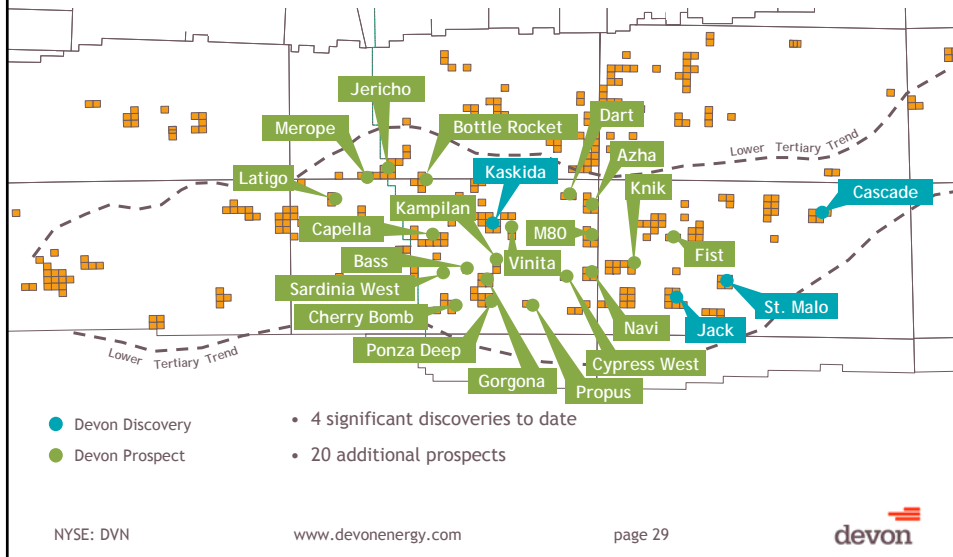 Jericho
Dart
Merope
Bottle Rocket
Lower Tertiary Trend
Azha
Latigo
Kaskida
Knik
Cascade
Kampilan
Capella
M80
Fist
Bass
Vinita
Sardinia West
St. Malo
Cherry Bomb
Navi
Jack
Lower Tertiary Trend
Ponza Deep
Cypress West
Gorgona
Propus
Devon Discovery
• 4 significant discoveries to date
Devon Prospect
• 20 additional prospects
NYSE: DVN
www.devonenergy.com
page 29
devon